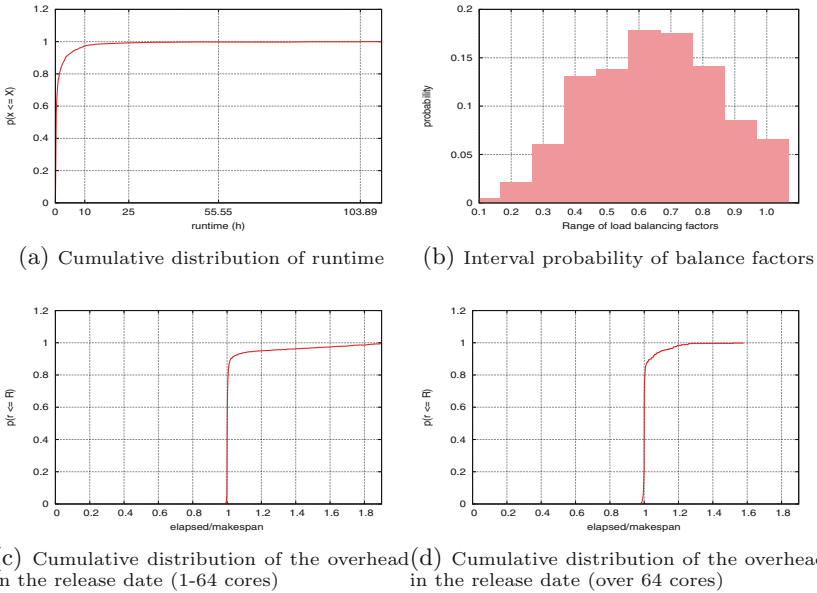 1.2
1
0.8
0.6
0.4
0.2
0
p(x <= X)
0 10 25 55.55 103.89
runtime (h)
(a) Cumulative distribution of runtime
0.2
0.15
0.1
0.05
0
probability
0.1 0.2 0.3 0.4 0.5 0.6 0.7 0.8 0.9 1.0
Range of load balancing factors
(b) Interval probability of balance factors
1.2
1
0.8
0.6
0.4
0.2
0
p(r <= R)
0 0.2 0.4 0.6 0.8 1 1.2 1.4 1.6 1.8
elapsed/makespan
c) Cumulative distribution of the overhead
n the release date (1-64 cores)
1.2
1
0.8
0.6
0.4
0.2
0
p(r <= R)
0 0.2 0.4 0.6 0.8 1 1.2 1.4 1.6 1.8
elapsed/makespan
(d) Cumulative distribution of the overhea
in the release date (over 64 cores)